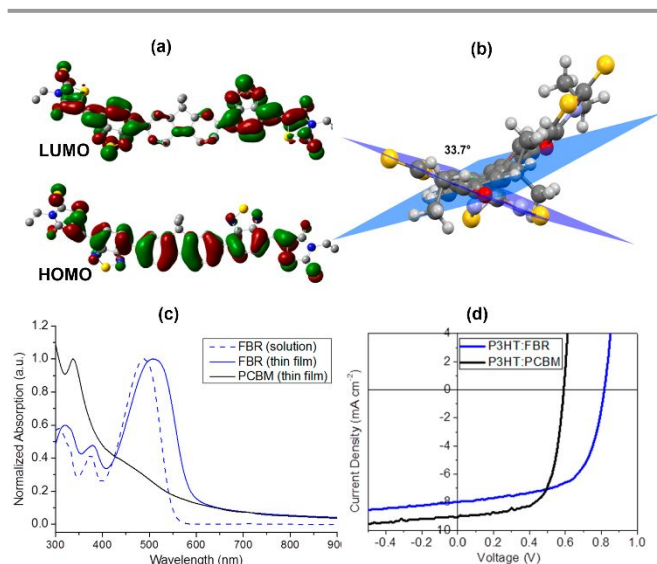 (a)
(b)
LUMO
HOMO
33.7°
(c)
1.2
1.0
0.8
0.6
0.4
0.2
0.0
Normalized Absorption (a.u.)
FBR (solution)
FBR (thin film)
PCBM (thin film)
300 400 500 600 700 800 900
Wavelength (nm)
(d)
4
2
0
2
4
6
8
10
Current Density (mA cm⁻²)
P3HT:FBR
P3HT:PCBM
-0.4 -0.2 0.0 0.2 0.4 0.6 0.8 1.0
Voltage (V)